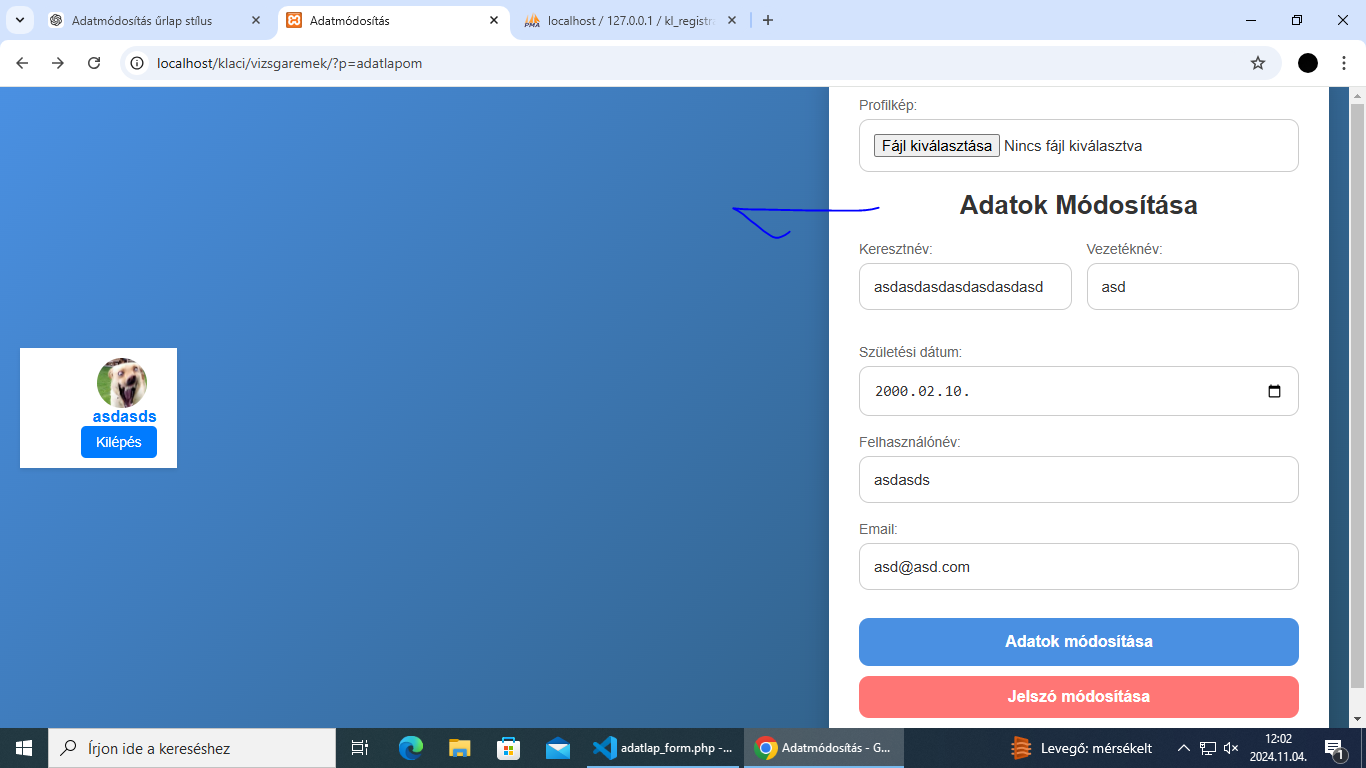 Adatmódosítás űrlap stílus
Adatmódosítás
localhost / 127.0.0.1 / kl_registra
localhost/klaci/vizsgaremek/?p=adatlapom
Profilkép:
Fájl kiválasztása Nincs fájl kiválasztva
Adatok Módosítása
Keresztnév: Vezetéknév:
asdasdasdasdasdasdasd asd
Születési dátum:
2000.02.10.
Felhasználónév:
asdasds
Email:
asd@asd.com
Adatok módosítása
Jelszó módosítása
asdasds
Kilépés
Írjon ide a kereséshez
adatlap_form.php -...
Adatmódosítás - G...
Levegő: mérsékelt
12:02
2024.11.04.
1